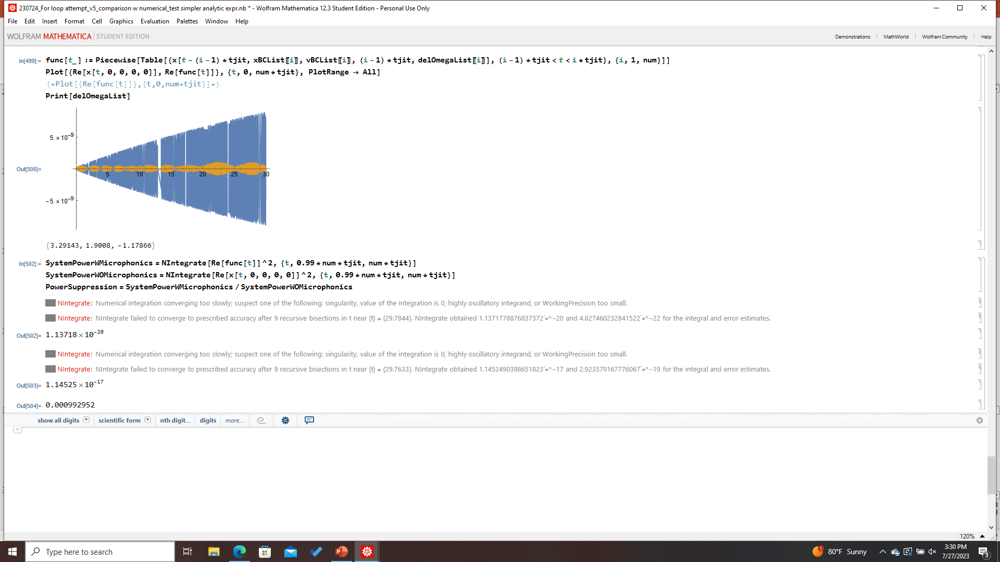 230724_For loop attempt_v5_comparison w numerical_test simpler analytic expr.nb * - Wolfram Mathematica 12.3 Student Edition - Personal Use Only
File Edit Insert Format Cell Graphics Evaluation Palettes Window Help
WOLFRAM MATHEMATICA STUDENT EDITION
Demonstrations MathWorld Wolfram Community Help
In[499]:= func[t_] := Piecewise[Table[{x[t - (i - 1) * tjit, xBCList[[i]], vBCList[[i]], (i - 1) * tjit, delOmegaList[[i]]], (i - 1) * tjit < t < i * tjit}, {i, 1, num}]]
Plot[{Re[x[t, 0, 0, 0, 0]], Re[func[t]]}, {t, 0, num * tjit}, PlotRange → All]
(*Plot[{Re[func[t]]},{t,0,num*tjit}]*)
Print[delOmegaList]
5. × 10^-9
Out[500]=
5 10 15 20 25 30
-5. × 10^-9
{3.29143, 1.9008, -1.17866}
In[502]:= SystemPowerWMicrophonics = NIntegrate[Re[func[t]]^2, {t, 0.99 * num * tjit, num * tjit}]
SystemPowerWOMicrophonics = NIntegrate[Re[x[t, 0, 0, 0, 0]]^2, {t, 0.99 * num * tjit, num * tjit}]
PowerSuppression = SystemPowerWMicrophonics / SystemPowerWOMicrophonics
NIntegrate: Numerical integration converging too slowly; suspect one of the following: singularity, value of the integration is 0, highly oscillatory integrand, or WorkingPrecision too small.
NIntegrate: NIntegrate failed to converge to prescribed accuracy after 9 recursive bisections in t near {t} = {29.7844}. NIntegrate obtained 1.1371778876837372`*^-20 and 4.827460232841522`*^-22 for the integral and error estimates.
Out[502]= 1.13718 × 10^-20
NIntegrate: Numerical integration converging too slowly; suspect one of the following: singularity, value of the integration is 0, highly oscillatory integrand, or WorkingPrecision too small.
NIntegrate: NIntegrate failed to converge to prescribed accuracy after 9 recursive bisections in t near {t} = {29.7633}. NIntegrate obtained 1.1452490398651823`*^-17 and 2.923579167776067`*^-19 for the integral and error estimates.
Out[503]= 1.14525 × 10^-17
Out[504]= 0.000992952
show all digits scientific form nth digit... digits more...
120%
Type here to search
80°F Sunny
3:30 PM
7/27/2023
3